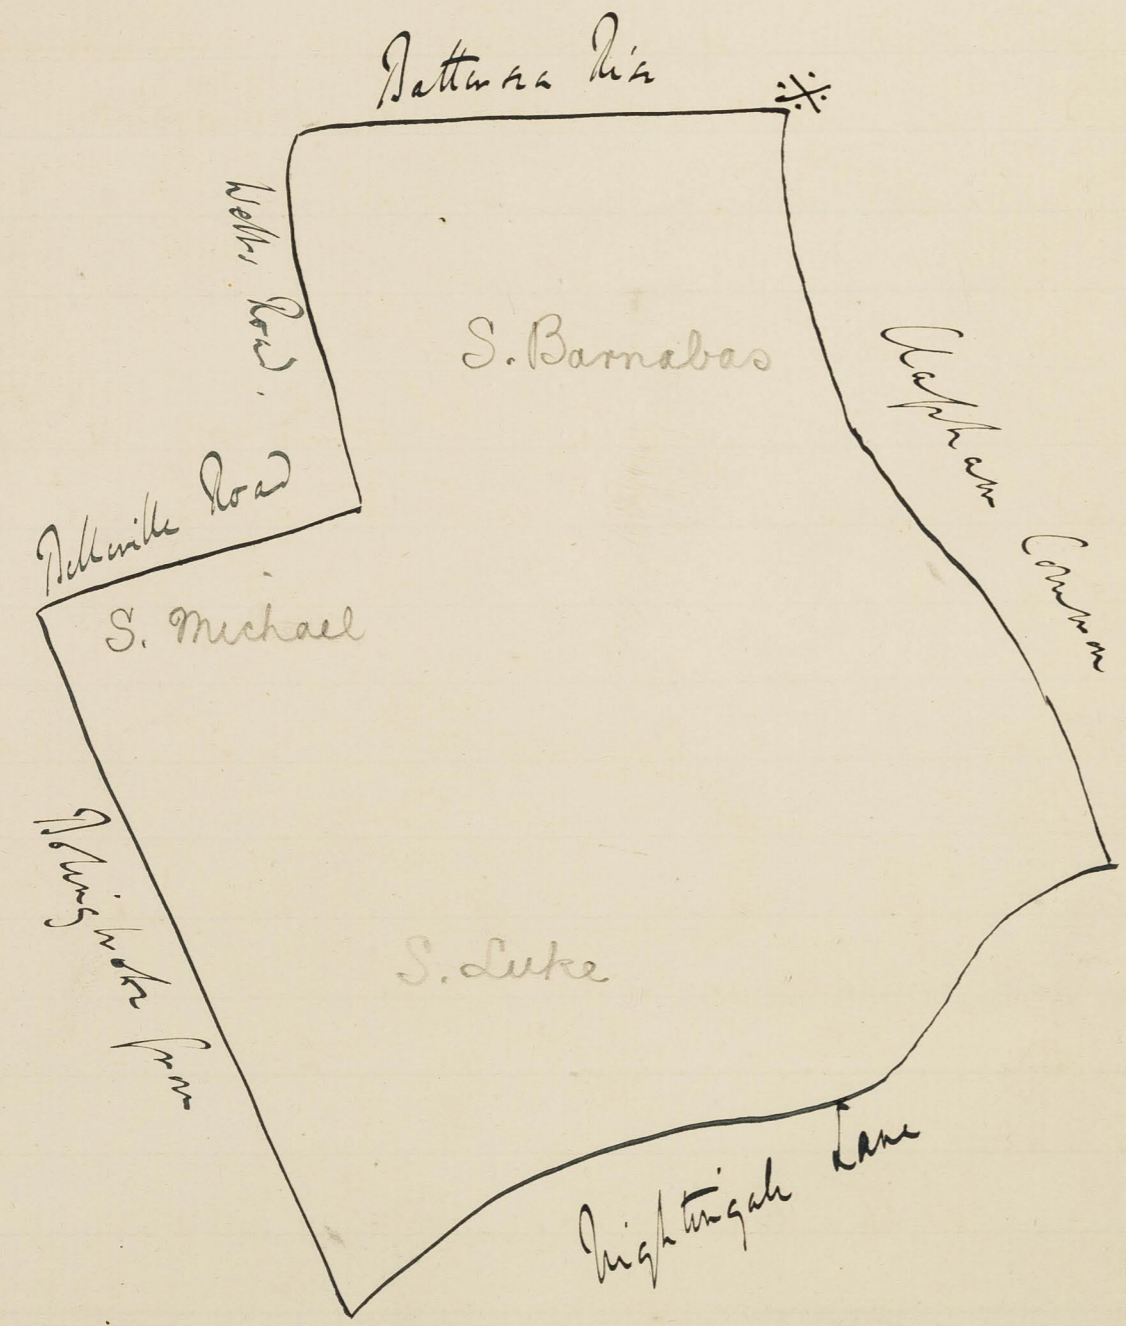 Battersea Rise
Webbs Road.
S. Barnabas
Clapham Common
Belleville Road
S. Michael
Bolingbroke Grove
S. Luke
Nightingale Lane